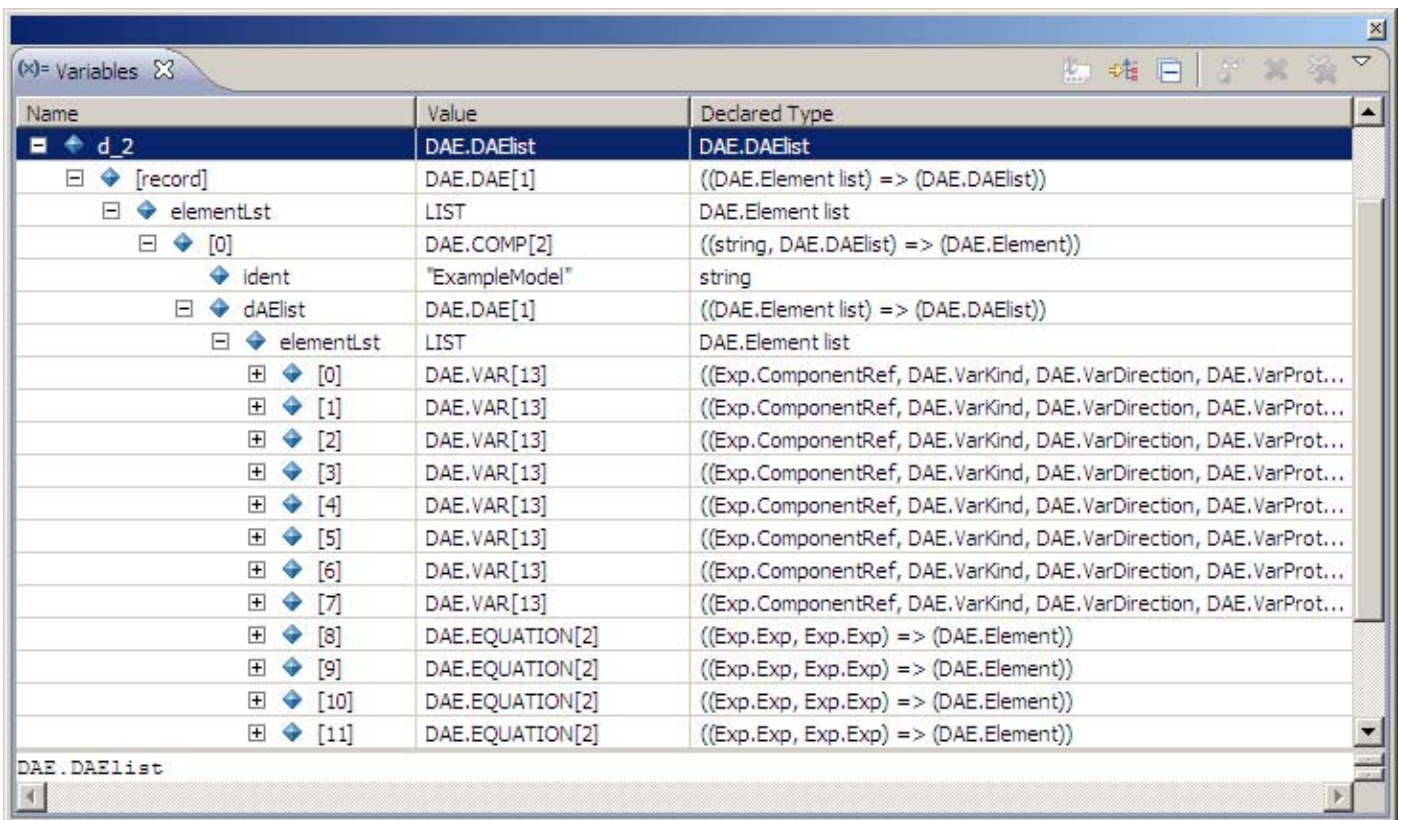 (x)= Variables
Name Value Declared Type
d_2 DAE.DAElist DAE.DAElist
[record] DAE.DAE[1] ((DAE.Element list) => (DAE.DAElist))
elementLst LIST DAE.Element list
[0] DAE.COMP[2] ((string, DAE.DAElist) => (DAE.Element))
ident "ExampleModel" string
dAElist DAE.DAE[1] ((DAE.Element list) => (DAE.DAElist))
elementLst LIST DAE.Element list
[0] DAE.VAR[13] ((Exp.ComponentRef, DAE.VarKind, DAE.VarDirection, DAE.VarProt...
[1] DAE.VAR[13] ((Exp.ComponentRef, DAE.VarKind, DAE.VarDirection, DAE.VarProt...
[2] DAE.VAR[13] ((Exp.ComponentRef, DAE.VarKind, DAE.VarDirection, DAE.VarProt...
[3] DAE.VAR[13] ((Exp.ComponentRef, DAE.VarKind, DAE.VarDirection, DAE.VarProt...
[4] DAE.VAR[13] ((Exp.ComponentRef, DAE.VarKind, DAE.VarDirection, DAE.VarProt...
[5] DAE.VAR[13] ((Exp.ComponentRef, DAE.VarKind, DAE.VarDirection, DAE.VarProt...
[6] DAE.VAR[13] ((Exp.ComponentRef, DAE.VarKind, DAE.VarDirection, DAE.VarProt...
[7] DAE.VAR[13] ((Exp.ComponentRef, DAE.VarKind, DAE.VarDirection, DAE.VarProt...
[8] DAE.EQUATION[2] ((Exp.Exp, Exp.Exp) => (DAE.Element))
[9] DAE.EQUATION[2] ((Exp.Exp, Exp.Exp) => (DAE.Element))
[10] DAE.EQUATION[2] ((Exp.Exp, Exp.Exp) => (DAE.Element))
[11] DAE.EQUATION[2] ((Exp.Exp, Exp.Exp) => (DAE.Element))
DAE.DAElist